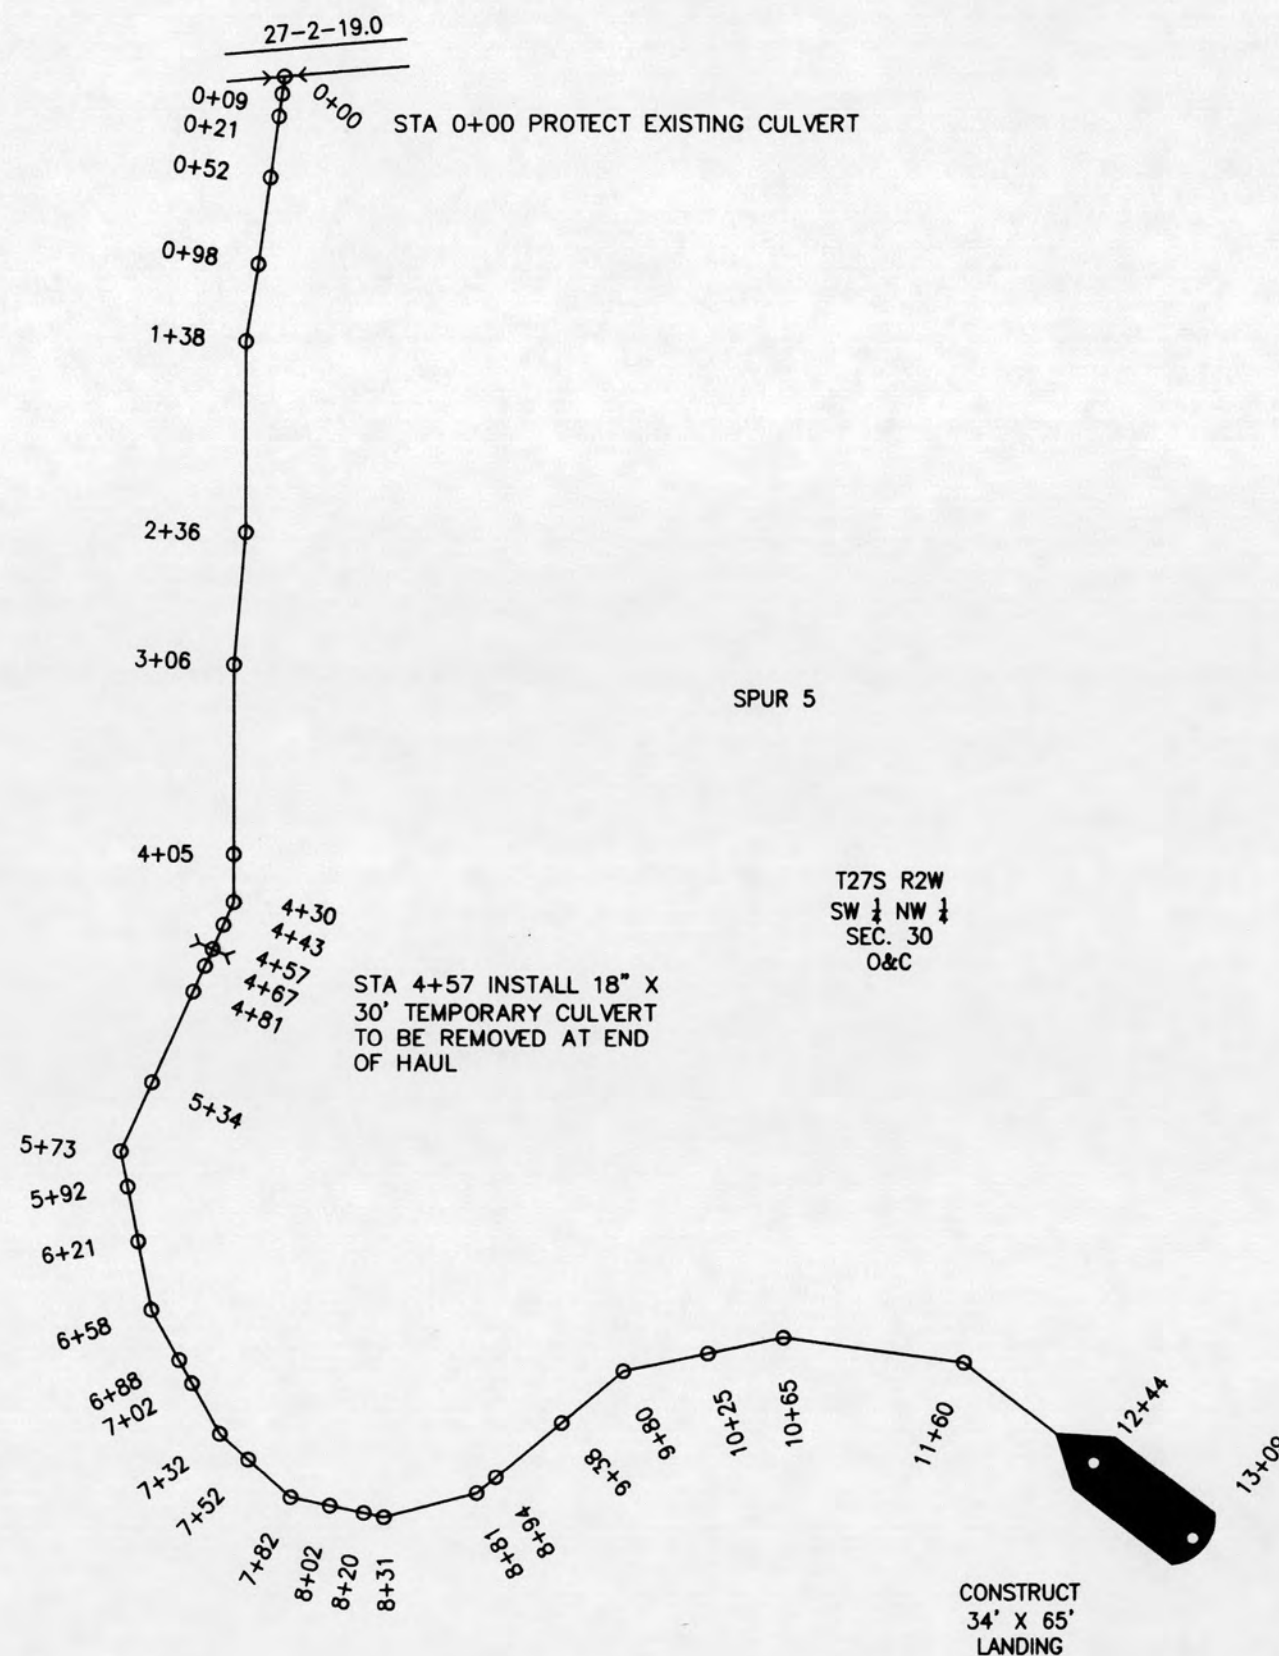 27-2-19.0
0+00
0+09
0+21
STA 0+00 PROTECT EXISTING CULVERT
0+52
0+98
1+38
2+36
3+06
SPUR 5
4+05
T27S R2W
SW 1/4 NW 1/4
SEC. 30
O&C
4+30
4+43
4+57
4+67
4+81
STA 4+57 INSTALL 18" X
30' TEMPORARY CULVERT
TO BE REMOVED AT END
OF HAUL
5+34
5+73
5+92
6+21
6+58
6+88
7+02
7+32
7+52
7+82
8+02
8+20
8+31
8+81
8+94
9+38
9+80
10+25
10+65
11+60
12+44
13+09
CONSTRUCT
34' X 65'
LANDING